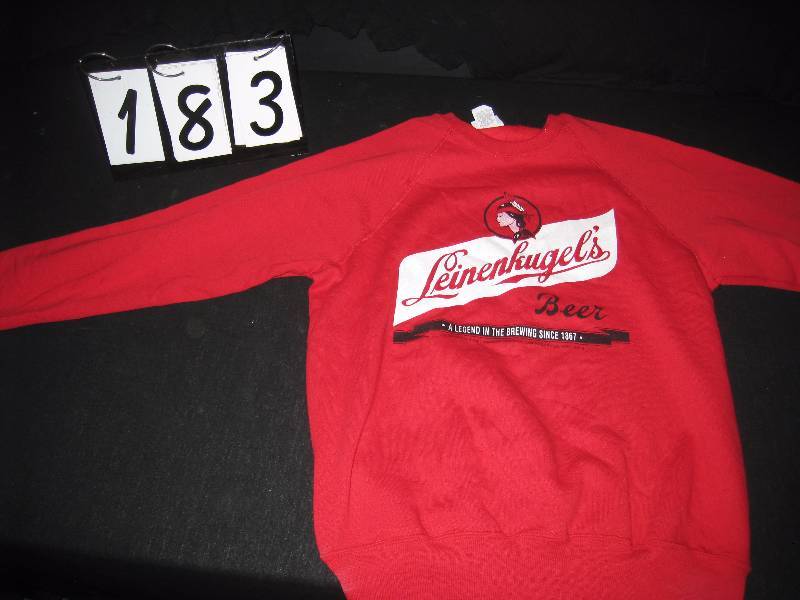 183
Leinenkugel's
Beer
• A LEGEND IN THE BREWING SINCE 1867 •